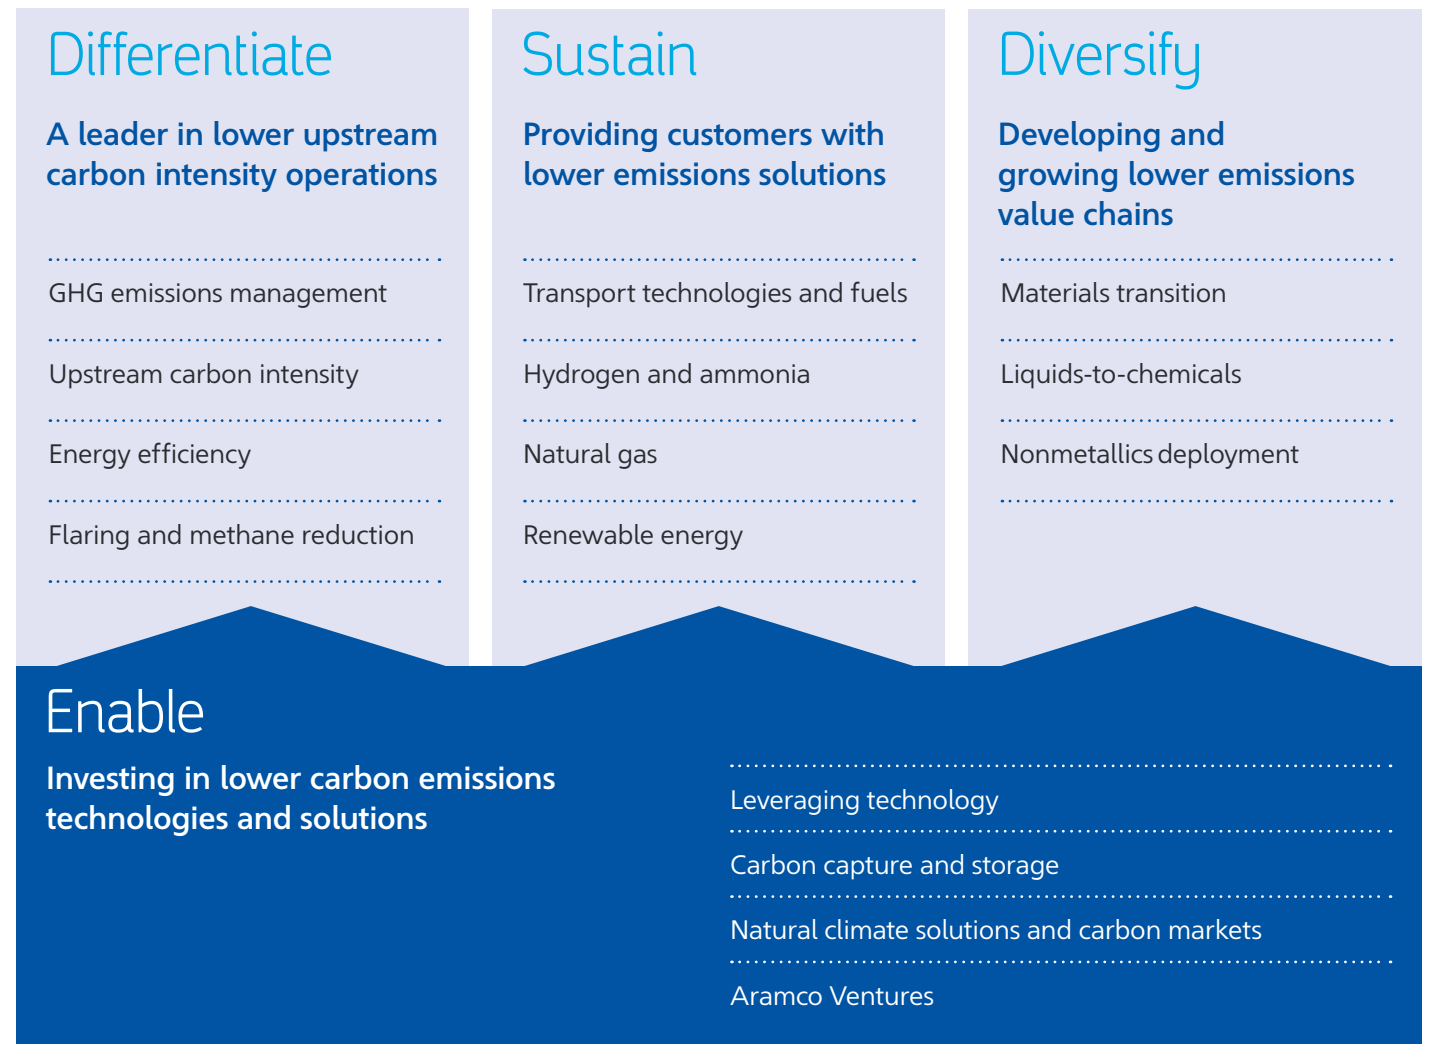 Differentiate
A leader in lower upstream
carbon intensity operations
GHG emissions management
Upstream carbon intensity
Energy efficiency
Flaring and methane reduction
Sustain
Providing customers with
lower emissions solutions
Transport technologies and fuels
Hydrogen and ammonia
Natural gas
Renewable energy
Diversify
Developing and
growing lower emissions
value chains
Materials transition
Liquids-to-chemicals
Nonmetallics deployment
Enable
Investing in lower carbon emissions
technologies and solutions
Leveraging technology
Carbon capture and storage
Natural climate solutions and carbon markets
Aramco Ventures